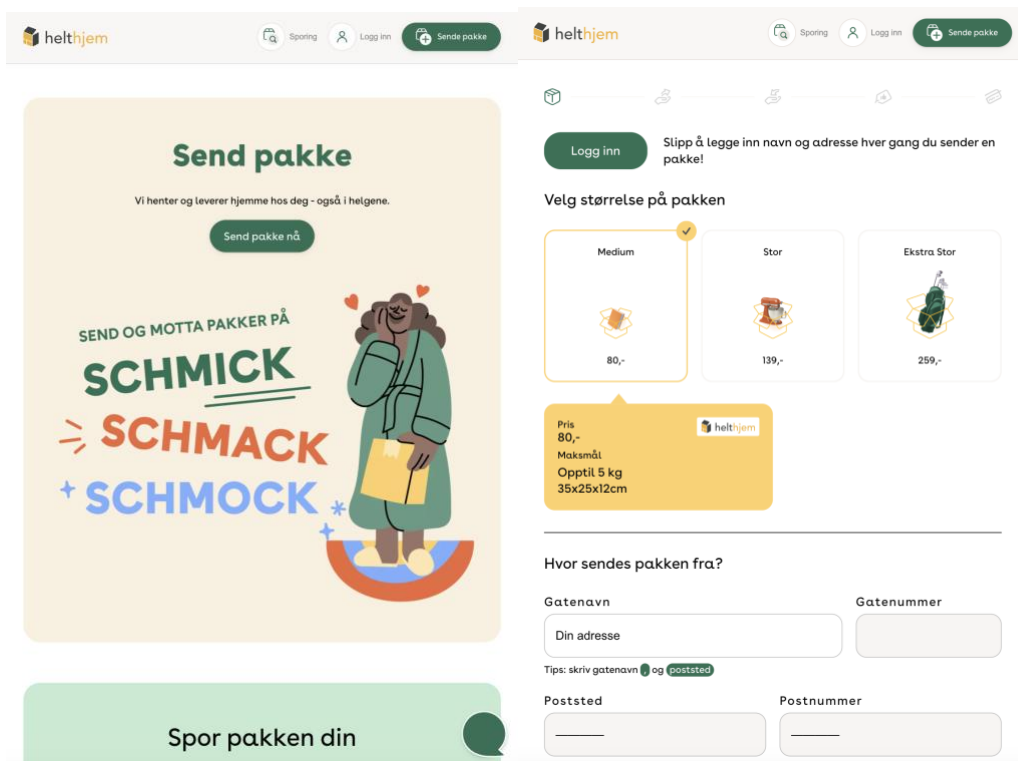 helthjem
Sporing
Logg inn
Sende pakke
Send pakke
Vi henter og leverer hjemme hos deg - også i helgene.
Send pakke nå
SEND OG MOTTA PAKKER PÅ
SCHMICK
SCHMACK
SCHMOCK
Spor pakken din
helthjem
Sporing
Logg inn
Sende pakke
Logg inn
Slipp å legge inn navn og adresse hver gang du sender en
pakke!
Velg størrelse på pakken
Medium
80,-
Stor
139,-
Ekstra Stor
259,-
Pris
80,-
helthjem
Maksmål
Opptil 5 kg
35x25x12cm
Hvor sendes pakken fra?
Gatenavn
Gatenummer
Din adresse
Tips: skriv gatenavn , og poststed
Poststed
Postnummer